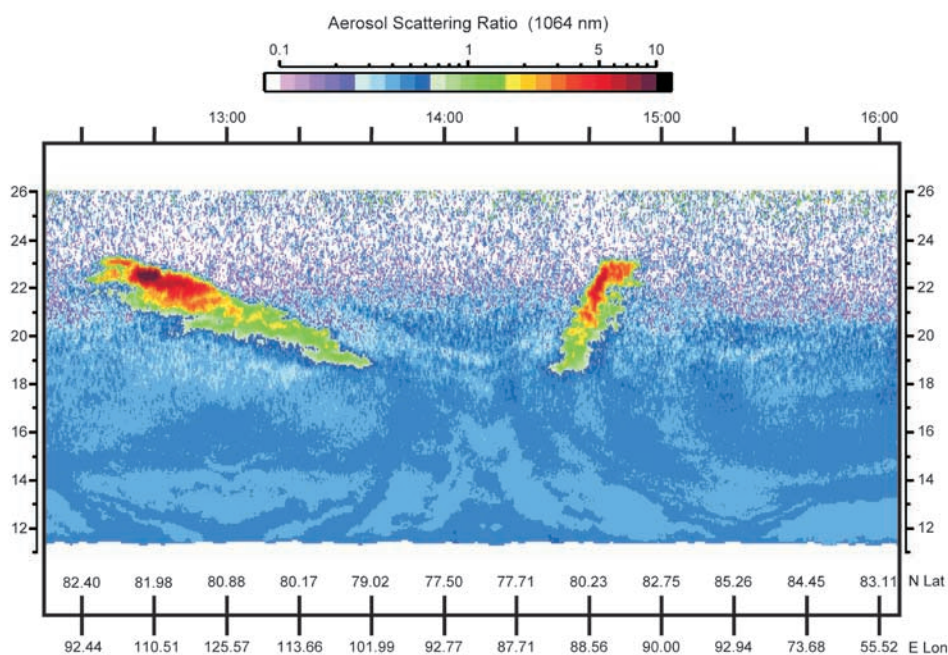 Aerosol Scattering Ratio (1064 nm)
0.1 1 5 10
13:00 14:00 15:00 16:00
26 26
24 24
22 22
20 20
18 18
16 16
14 14
12 12
82.40 81.98 80.88 80.17 79.02 77.50 77.71 80.23 82.75 85.26 84.45 83.11 N Lat
92.44 110.51 125.57 113.66 101.99 92.77 87.71 88.56 90.00 92.94 73.68 55.52 E Lon